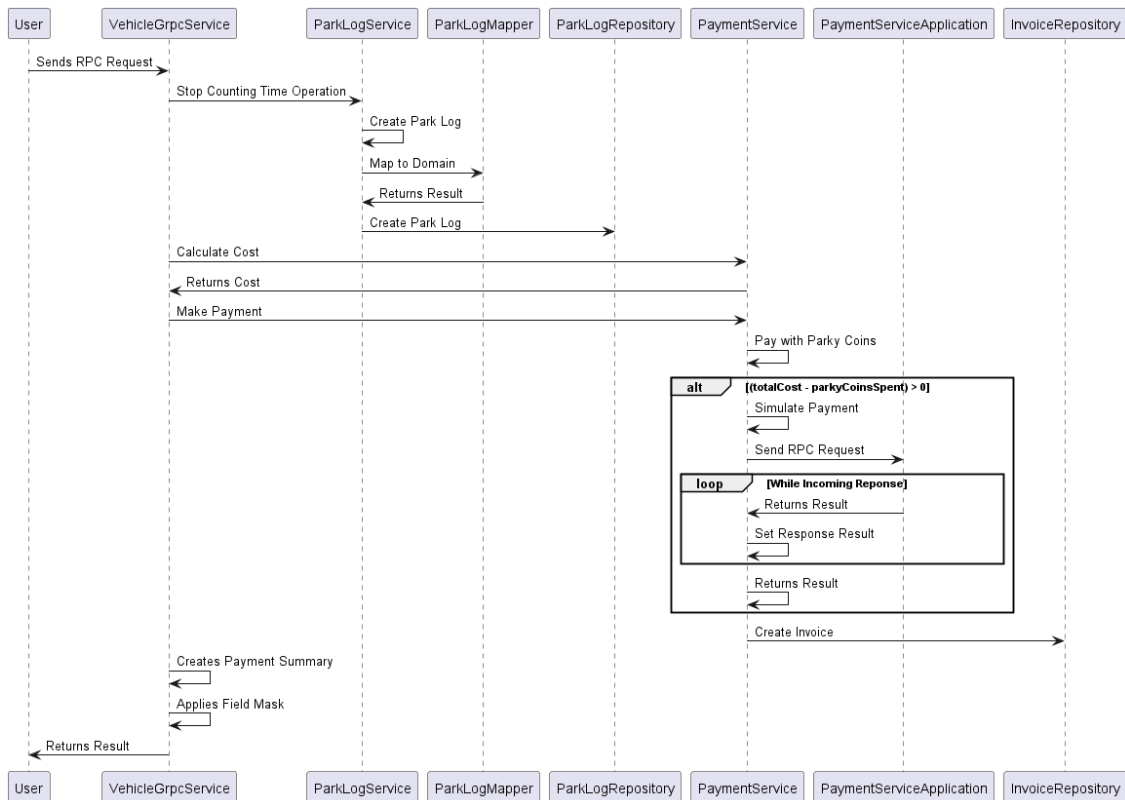 User VehicleGrpcService ParkLogService ParkLogMapper ParkLogRepository PaymentService PaymentServiceApplication InvoiceRepository
Sends RPC Request
Stop Counting Time Operation
Create Park Log
Map to Domain
Returns Result
Create Park Log
Calculate Cost
Returns Cost
Make Payment
Pay with Parky Coins
alt [(totalCost - parkyCoinsSpent) > 0]
Simulate Payment
Send RPC Request
loop [While Incoming Reponse]
Returns Result
Set Response Result
Returns Result
Create Invoice
Creates Payment Summary
Applies Field Mask
Returns Result
User VehicleGrpcService ParkLogService ParkLogMapper ParkLogRepository PaymentService PaymentServiceApplication InvoiceRepository